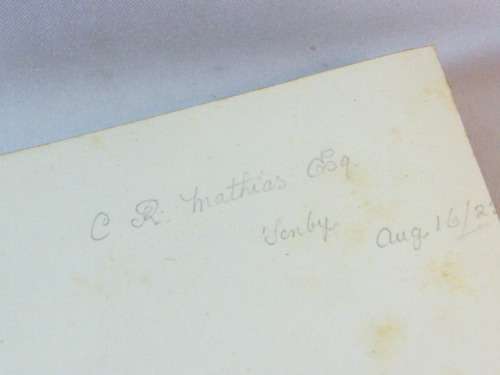 C R. Mathias Esq.
Tenby
Aug 16/2